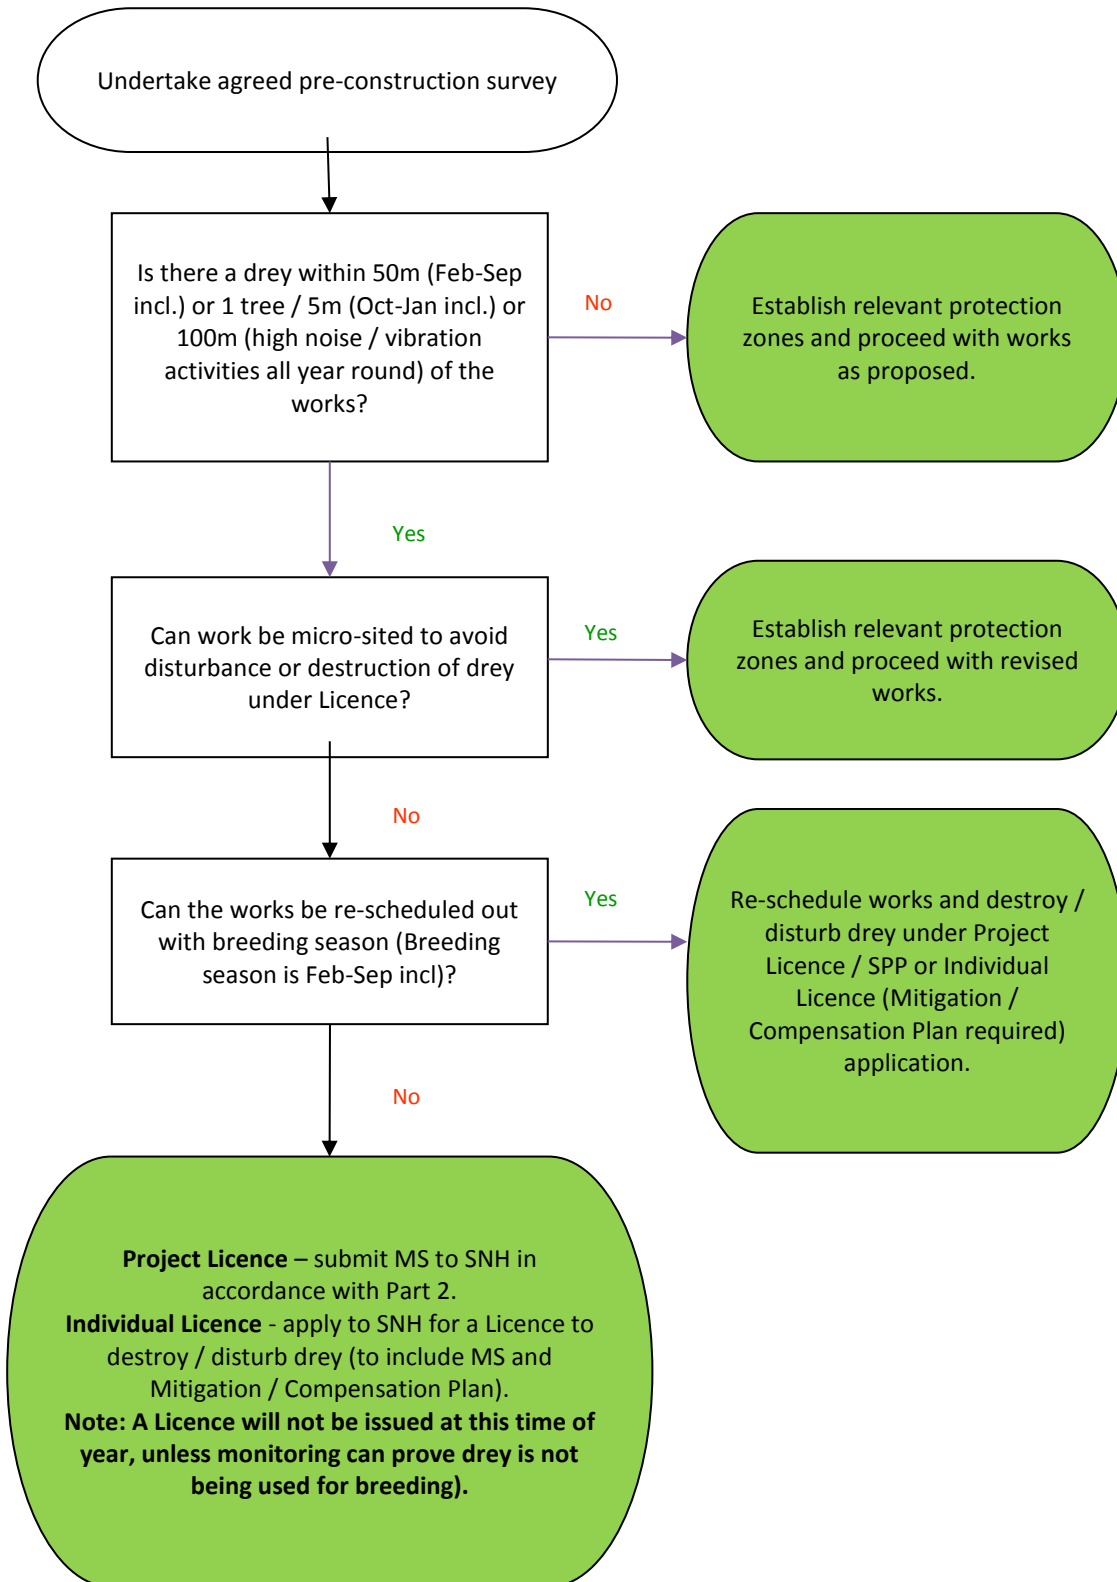 Undertake agreed pre-construction survey
Is there a drey within 50m (Feb-Sep
incl.) or 1 tree / 5m (Oct-Jan incl.) or
100m (high noise / vibration
activities all year round) of the
works?
No
Establish relevant protection
zones and proceed with works
as proposed.
Yes
Can work be micro-sited to avoid
disturbance or destruction of drey
under Licence?
Yes
Establish relevant protection
zones and proceed with revised
works.
No
Can the works be re-scheduled out
with breeding season (Breeding
season is Feb-Sep incl)?
Yes
Re-schedule works and destroy /
disturb drey under Project
Licence / SPP or Individual
Licence (Mitigation /
Compensation Plan required)
application.
No
Project Licence – submit MS to SNH in
accordance with Part 2.
Individual Licence - apply to SNH for a Licence to
destroy / disturb drey (to include MS and
Mitigation / Compensation Plan).
Note: A Licence will not be issued at this time of
year, unless monitoring can prove drey is not
being used for breeding).